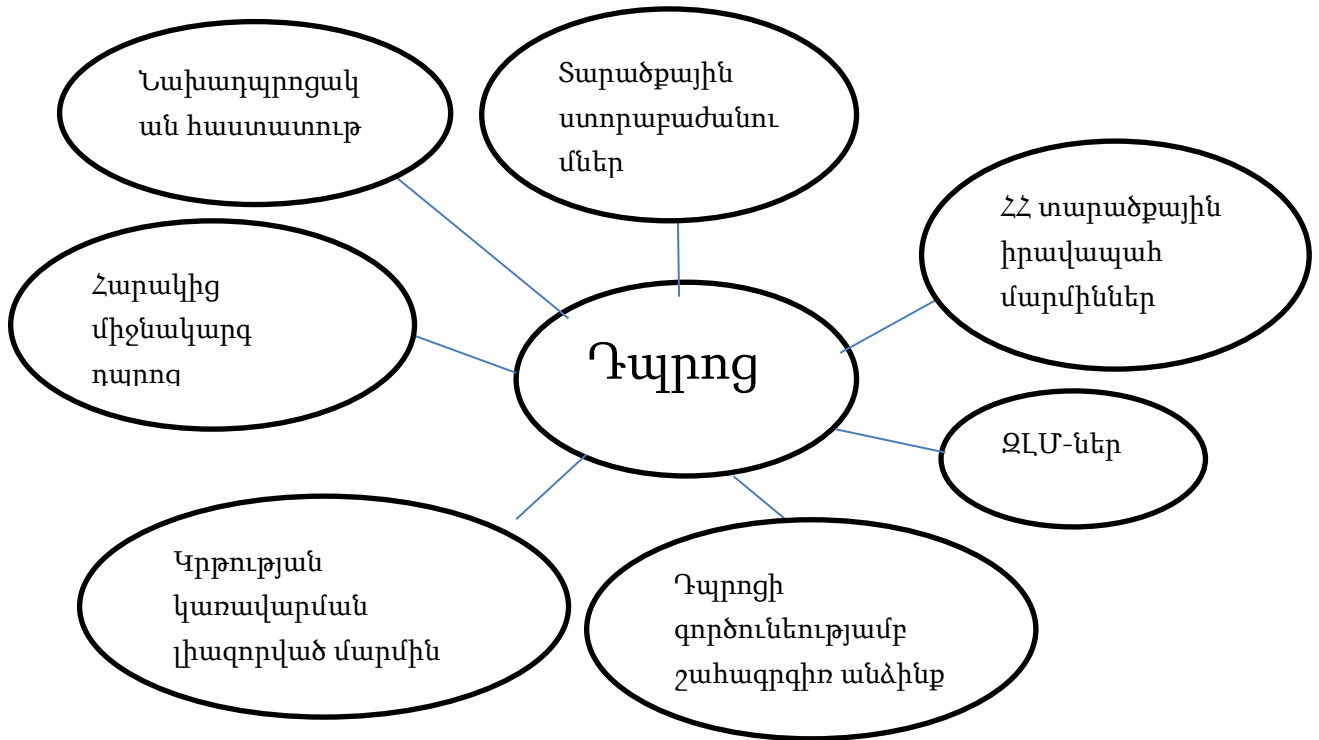 Նախադպրոցակ
ան հաստատութ
Տարածքային
ստորաբաժանու
մներ
ՀՀ տարածքային
իրավապահ
մարմիններ
Հարակից
միջնակարգ
դպրոց
Դպրոց
ԶԼՄ-ներ
Կրթության
կառավարման
լիազորված մարմին
Դպրոցի
գործունեությամբ
շահագրգիռ անձինք